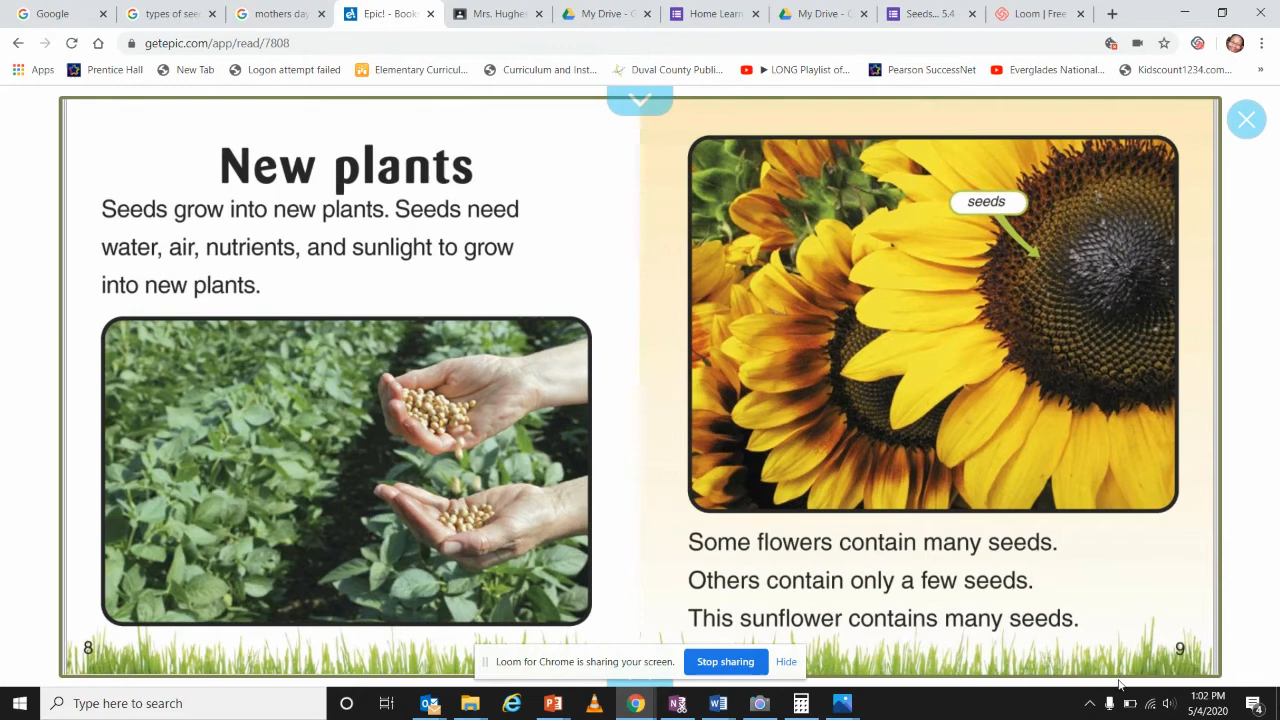 Google
types of see
mothers day
Epic! - Book
Mrs. Hughes
My Drive - G
Home Learn
My Drive - G
Seeds... 5.4
Loom | Free
getepic.com/app/read/7808
Apps
Prentice Hall
New Tab
Logon attempt failed
Elementary Curricul...
Curriculum and Inst...
Duval County Publi...
► LONG Playlist of...
Pearson SuccessNet
Everglades National...
Kidscount1234.com...
»
New plants
Seeds grow into new plants. Seeds need
water, air, nutrients, and sunlight to grow
into new plants.
8
seeds
Some flowers contain many seeds.
Others contain only a few seeds.
This sunflower contains many seeds.
9
Loom for Chrome is sharing your screen.
Stop sharing
Hide
Type here to search
1:02 PM
5/4/2020
4